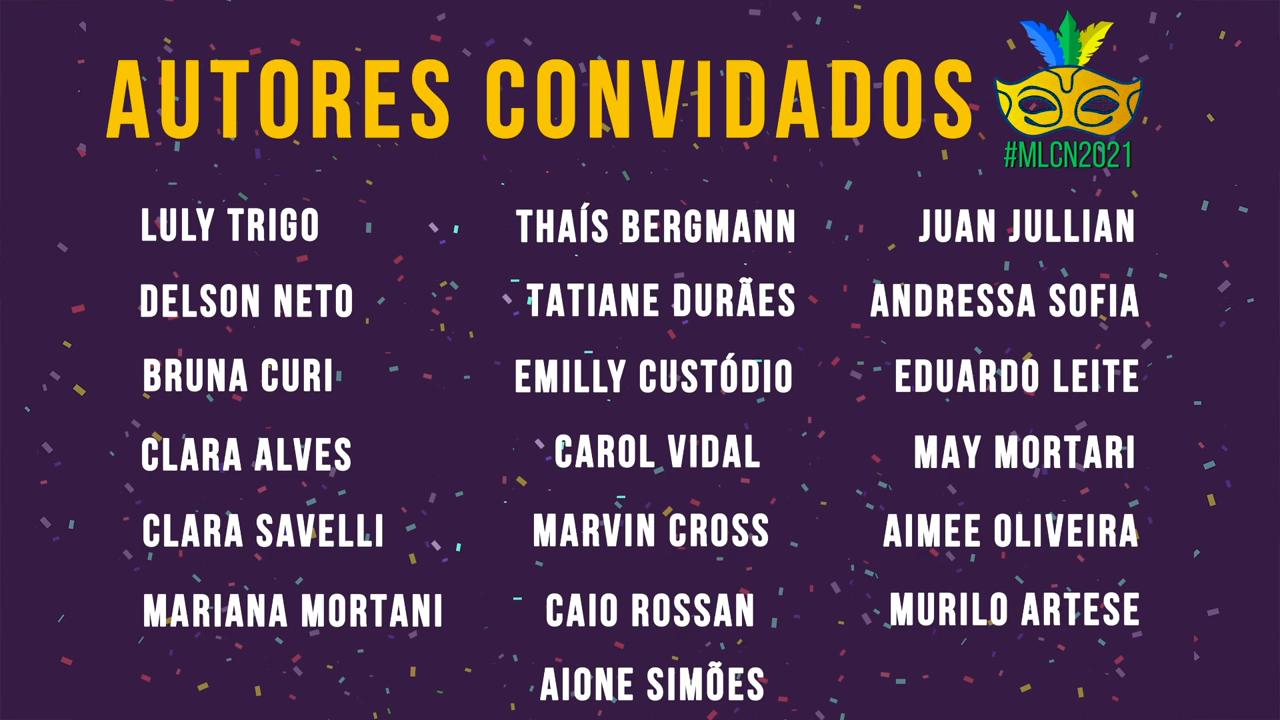 AUTORES CONVIDADOS
#MLCN2021
LULY TRIGO
DELSON NETO
BRUNA CURI
CLARA ALVES
CLARA SAVELLI
MARIANA MORTANI
THAÍS BERGMANN
TATIANE DURÃES
EMILLY CUSTÓDIO
CAROL VIDAL
MARVIN CROSS
CAIO ROSSAN
AIONE SIMÕES
JUAN JULLIAN
ANDRESSA SOFIA
EDUARDO LEITE
MAY MORTARI
AIMEE OLIVEIRA
MURILO ARTESE